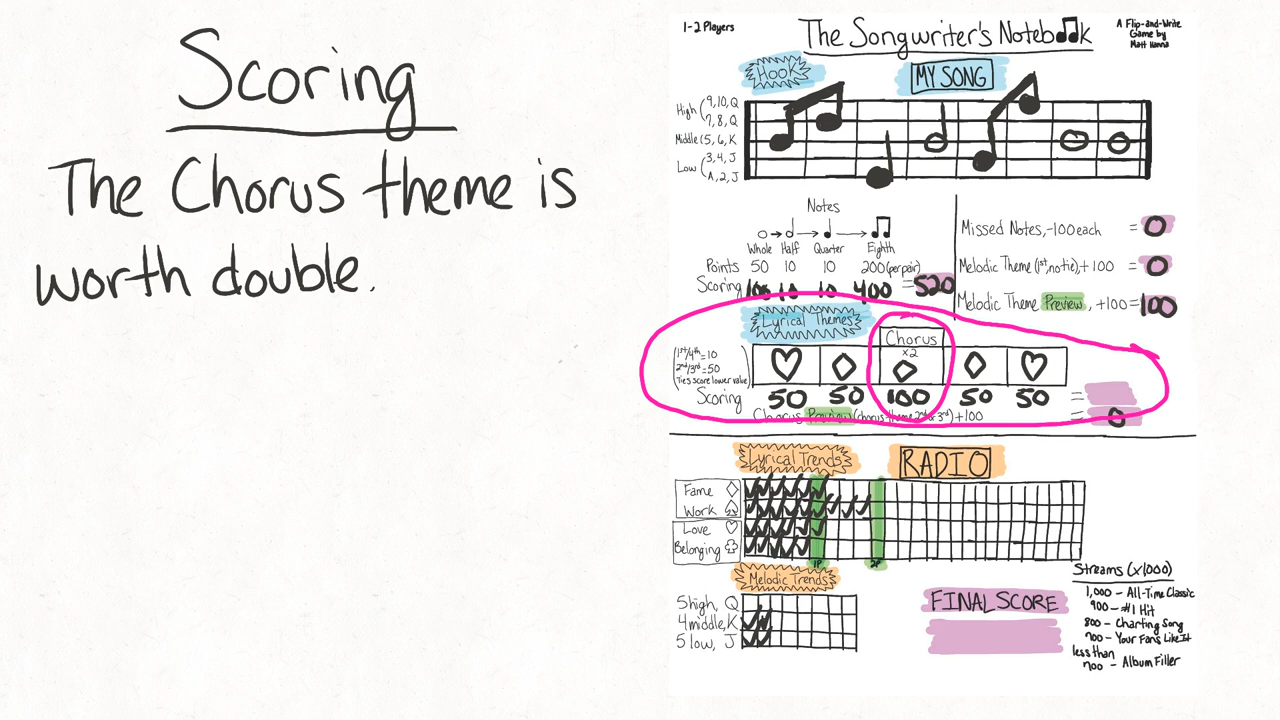 Scoring
The Chorus theme is
worth double.
1-2 Players
The Songwriter's Notebook
A Flip-and-Write
Game by
Matt Hanna
HOOK
MY SONG
High (9, 10, Q
7, 8, Q
Middle (5, 6, K
Low (3, 4, J
A, 2, J
Notes
Whole Half Quarter Eighth
Points 50 10 10 200 (per pair)
Scoring 100 10 10 400 = 520
Missed Notes, -100 each = 0
Melodic Theme (1st, no tie) + 100 = 0
Melodic Theme Preview, +100 = 100
Lyrical Themes
Chorus
x2
(1st/4th = 10
2nd/3rd = 50
Ties score lower value)
Scoring 50 50 100 50 50 =
Chorus Preview (chorus theme 2nd or 3rd) +100 = 0
Lyrical Trends
RADIO
Fame
Work
Love
Belonging
1P 2P
Melodic Trends
5 high, Q
4 middle, K
5 low, J
FINAL SCORE
Streams (x1000)
1,000 - All-Time Classic
900 - #1 Hit
800 - Charting Song
700 - Your Fans Like It
less than
700 - Album Filler